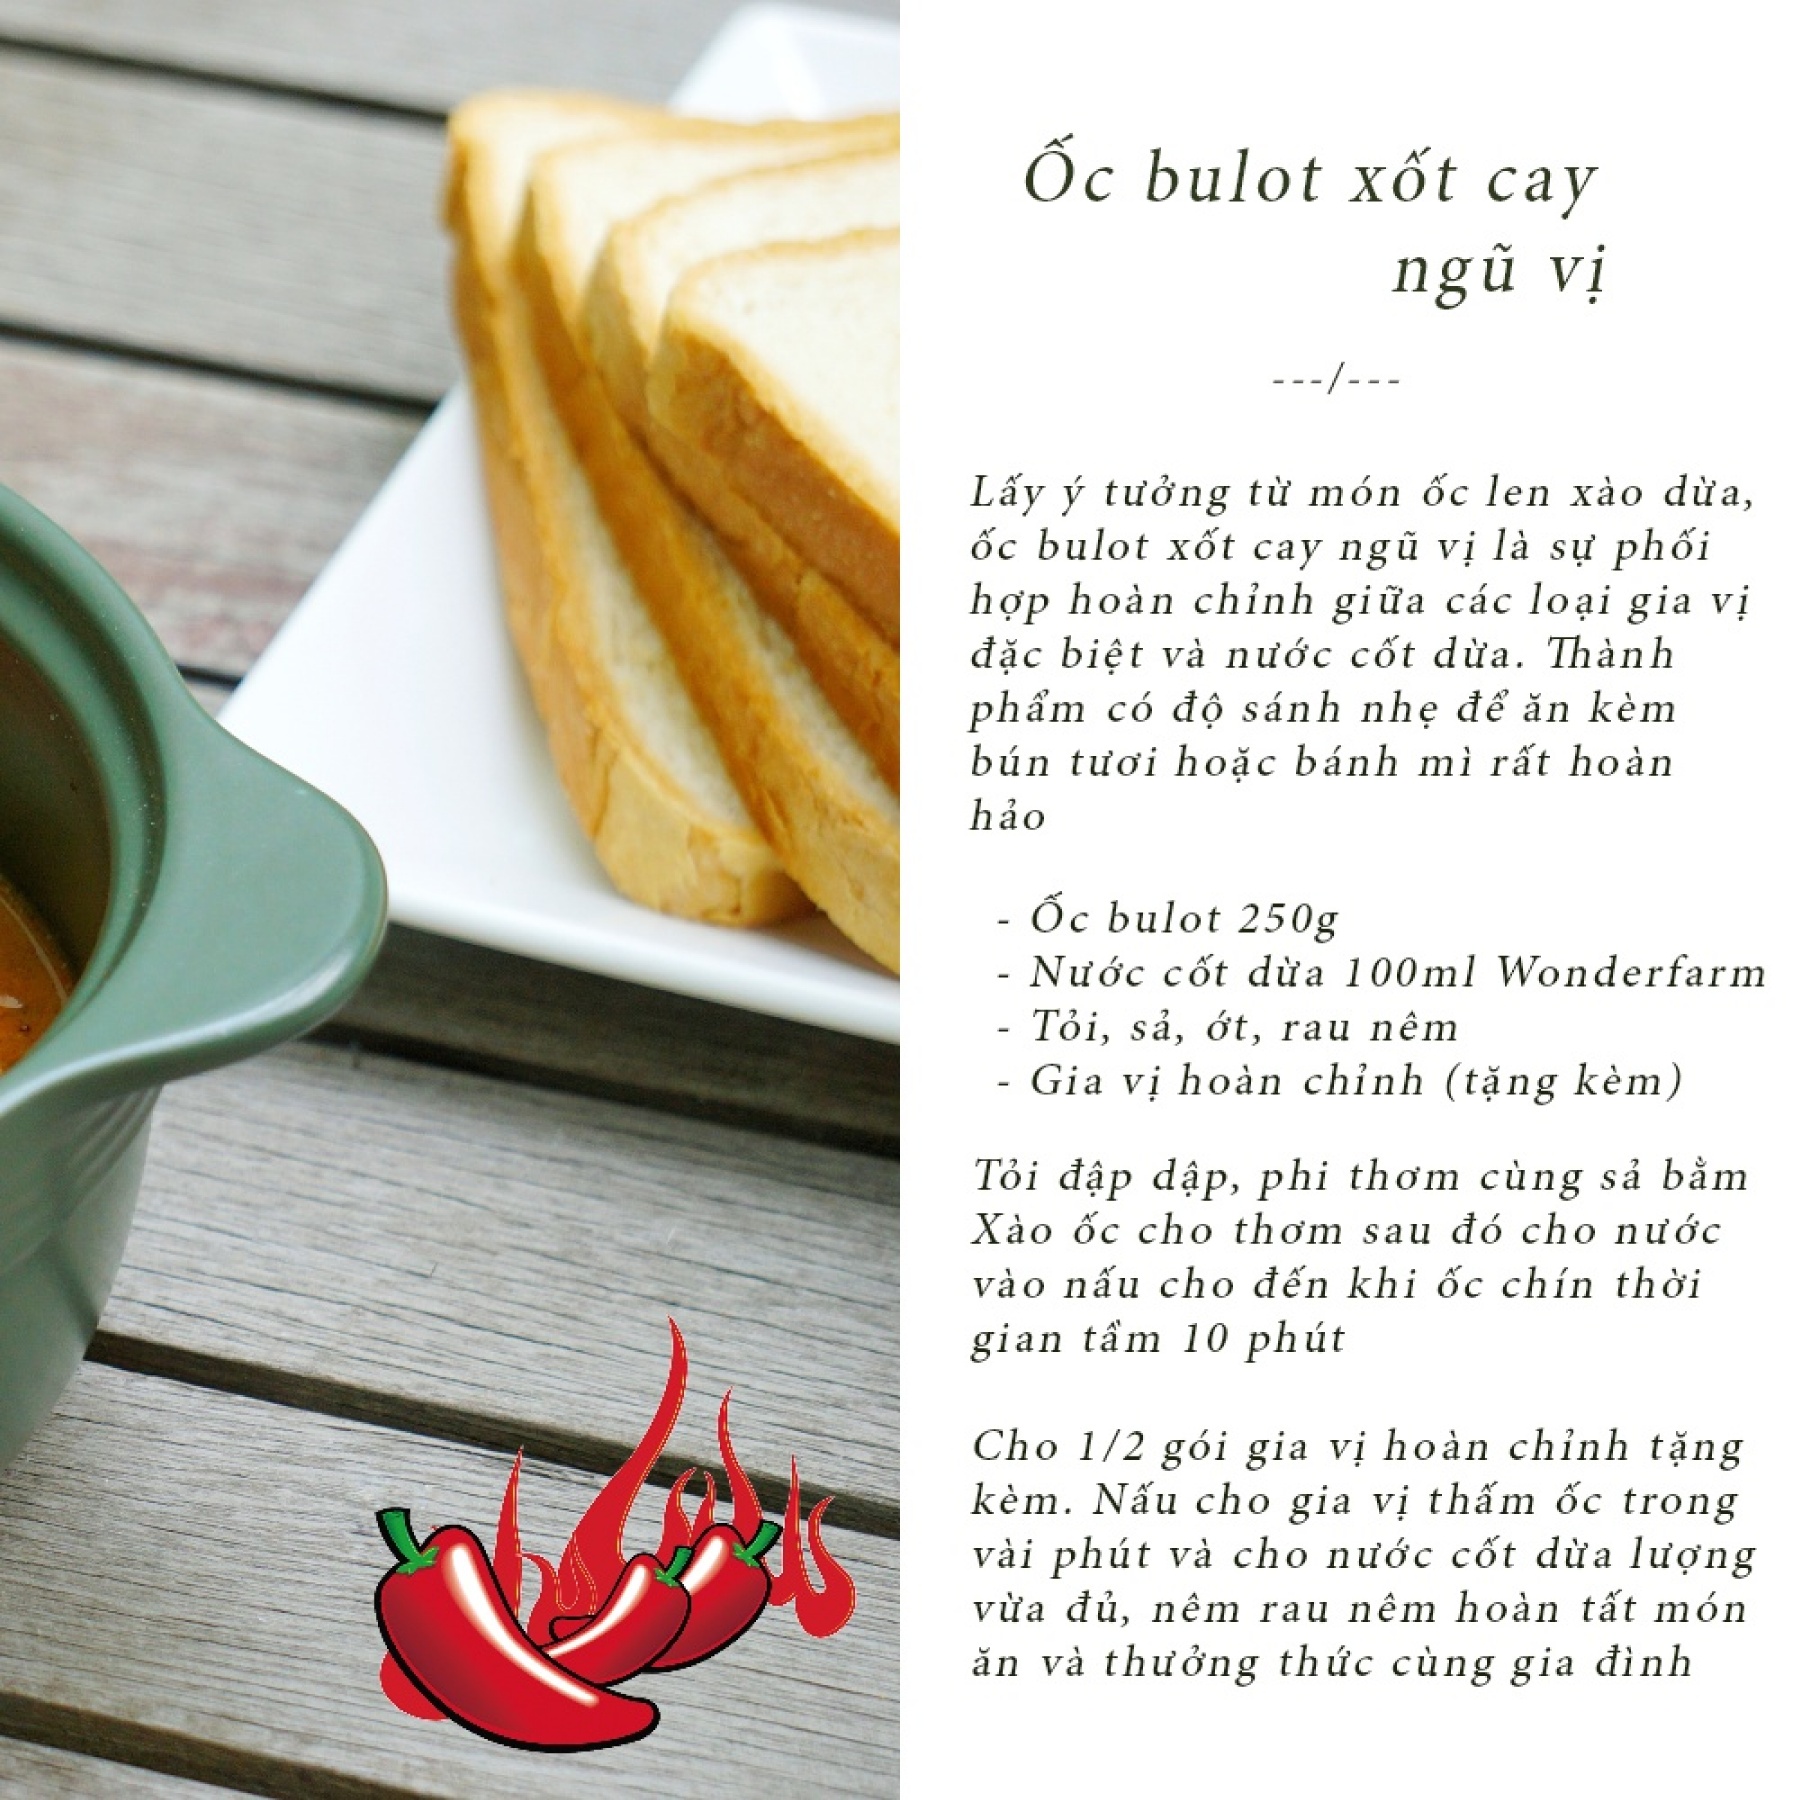 Ốc bulot xốt cay
ngũ vị
---/---
Lấy ý tưởng từ món ốc len xào dừa,
ốc bulot xốt cay ngũ vị là sự phối
hợp hoàn chỉnh giữa các loại gia vị
đặc biệt và nước cốt dừa. Thành
phẩm có độ sánh nhẹ để ăn kèm
bún tươi hoặc bánh mì rất hoàn
hảo
- Ốc bulot 250g
- Nước cốt dừa 100ml Wonderfarm
- Tỏi, sả, ớt, rau nêm
- Gia vị hoàn chỉnh (tặng kèm)
Tỏi đập dập, phi thơm cùng sả bằm
Xào ốc cho thơm sau đó cho nước
vào nấu cho đến khi ốc chín thời
gian tầm 10 phút
Cho 1/2 gói gia vị hoàn chỉnh tặng
kèm. Nấu cho gia vị thấm ốc trong
vài phút và cho nước cốt dừa lượng
vừa đủ, nêm rau nêm hoàn tất món
ăn và thưởng thức cùng gia đình